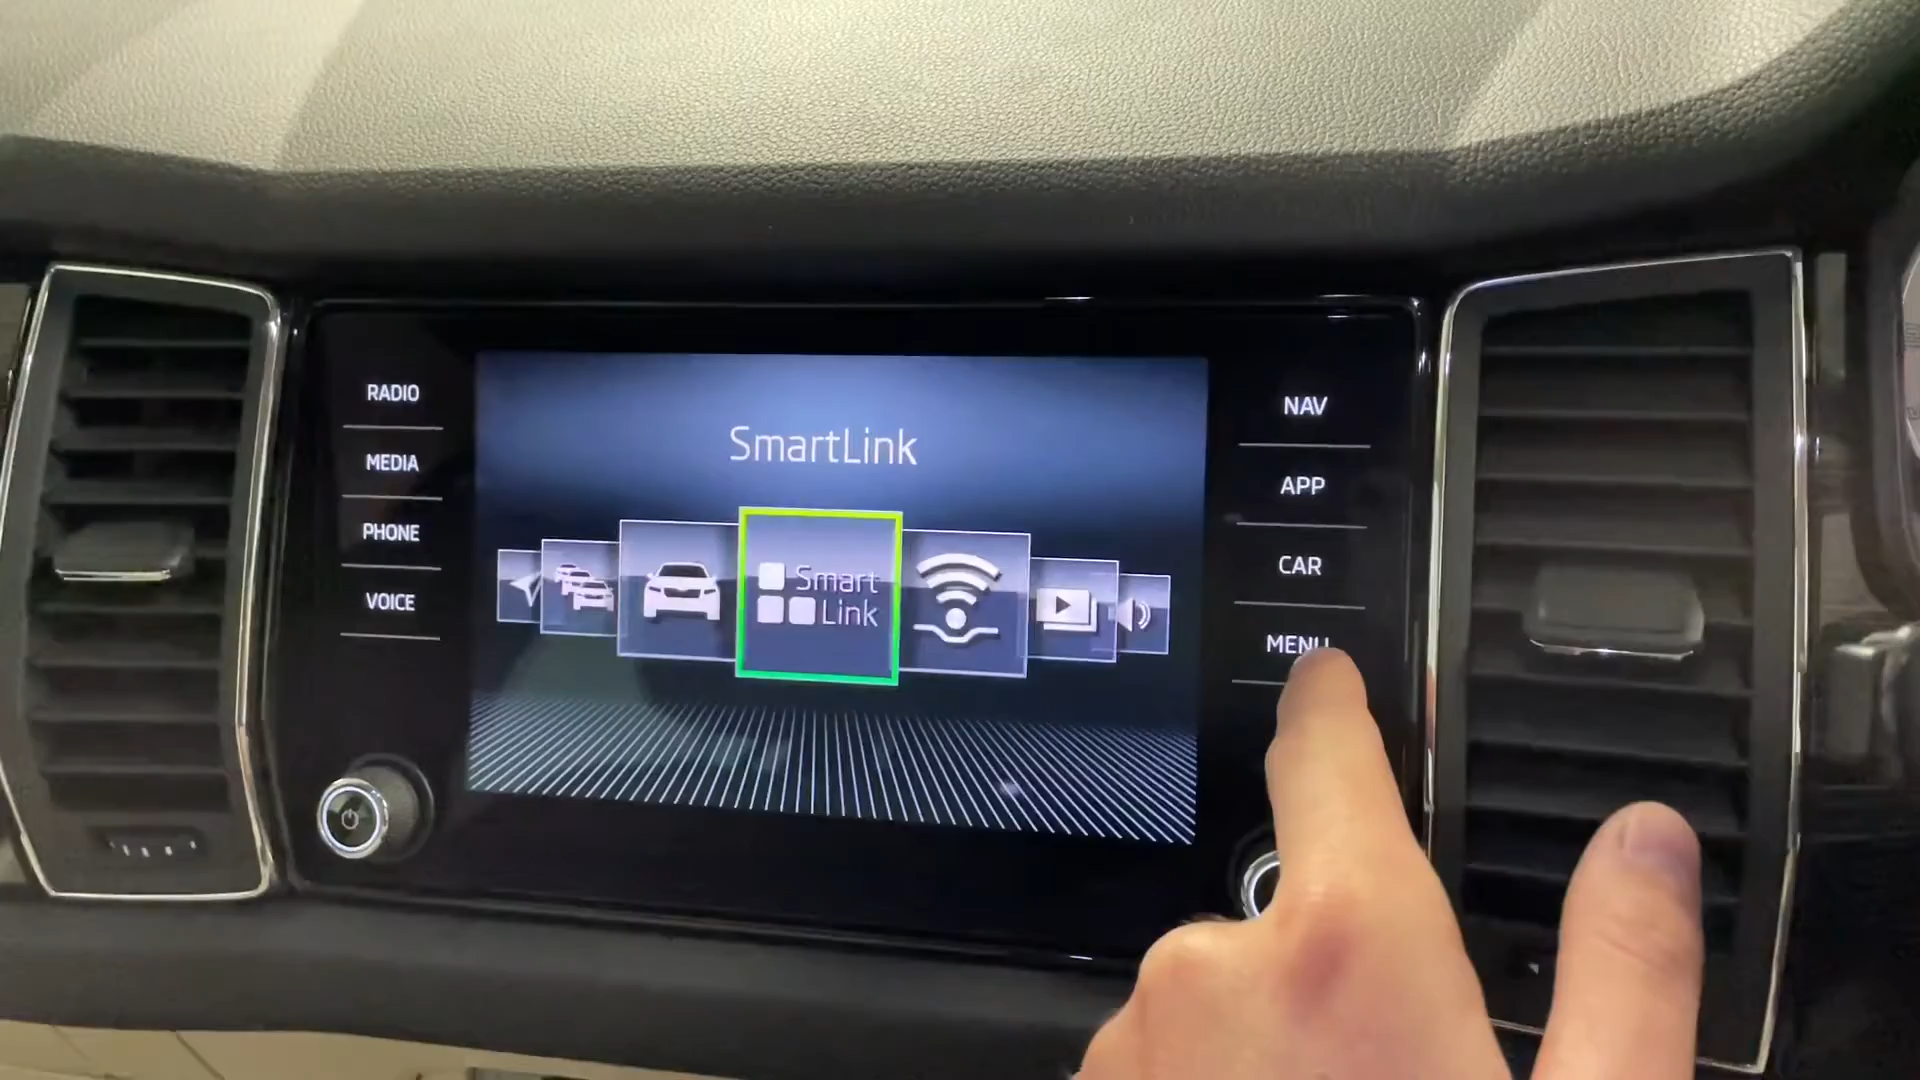 RADIO
MEDIA
PHONE
VOICE
SmartLink
Smart
Link
NAV
APP
CAR
MENU